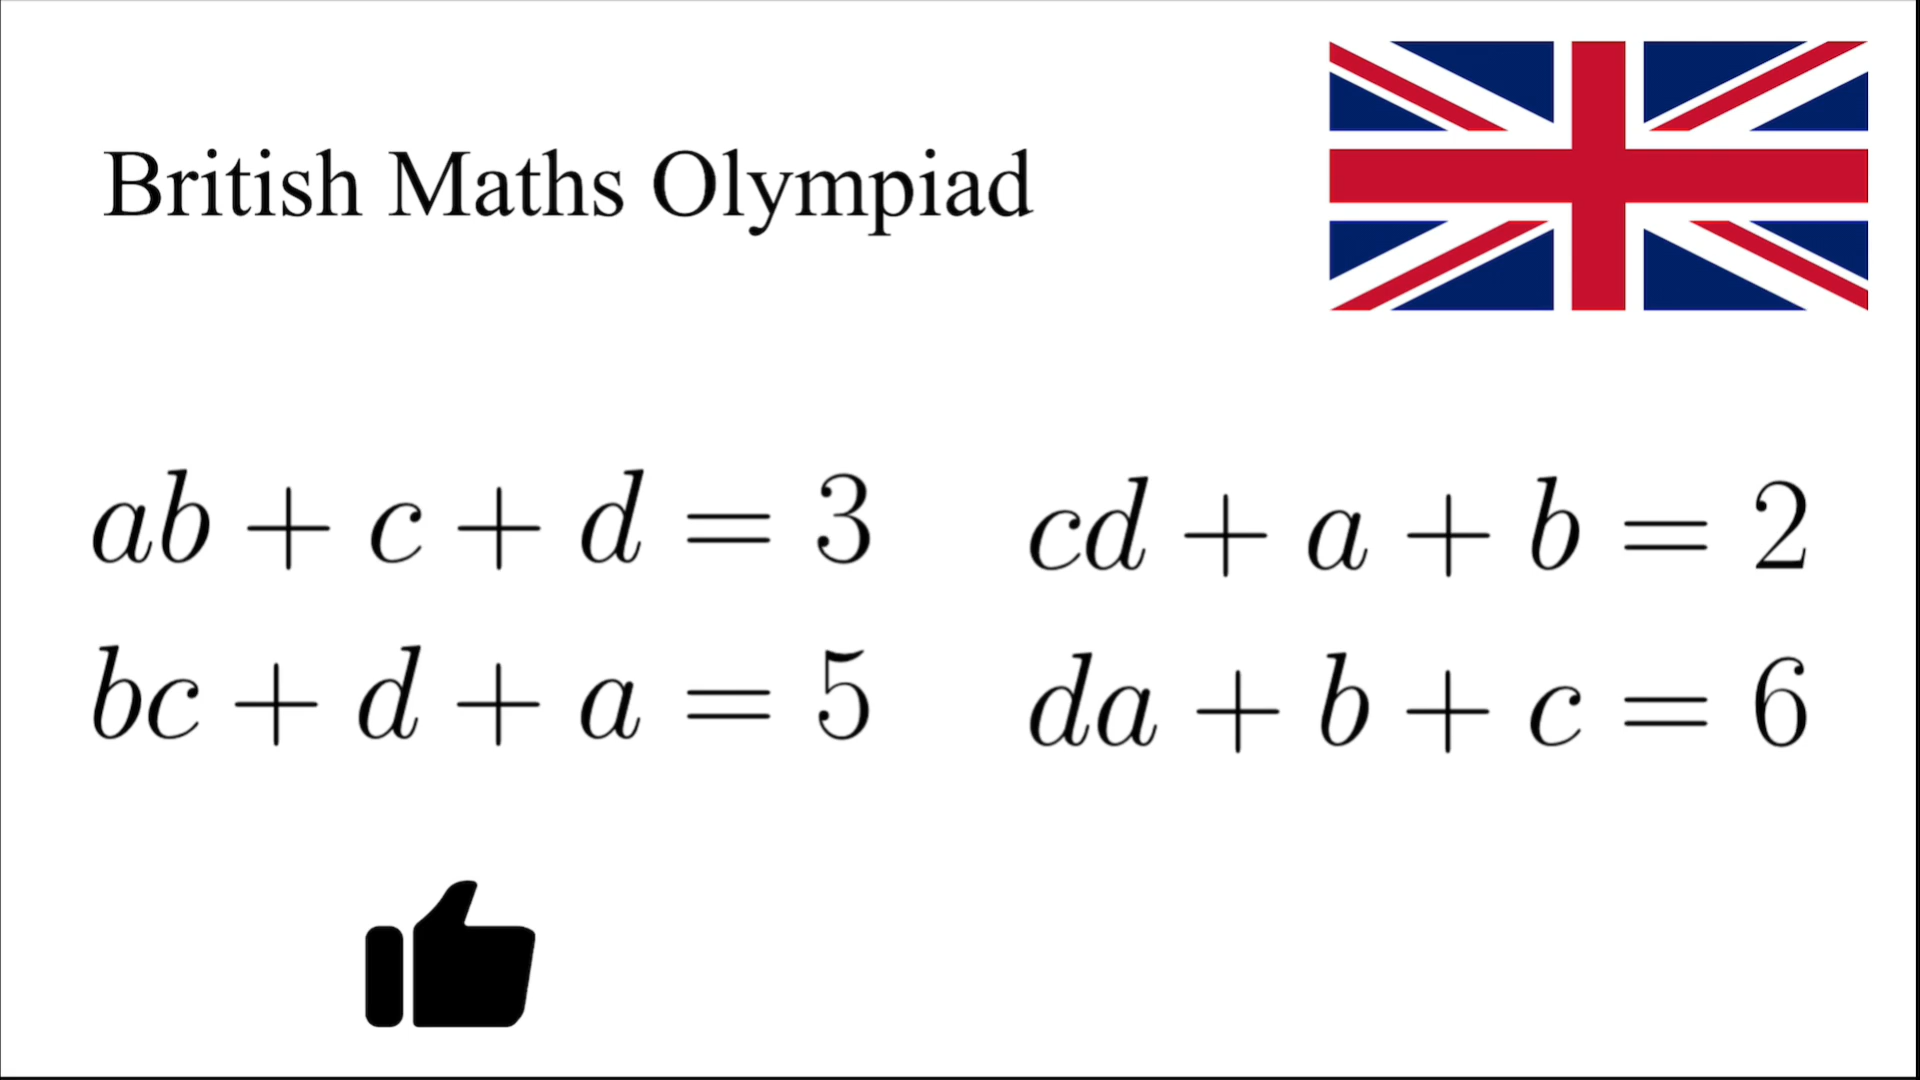 British Maths Olympiad
ab + c + d = 3
cd + a + b = 2
bc + d + a = 5
da + b + c = 6